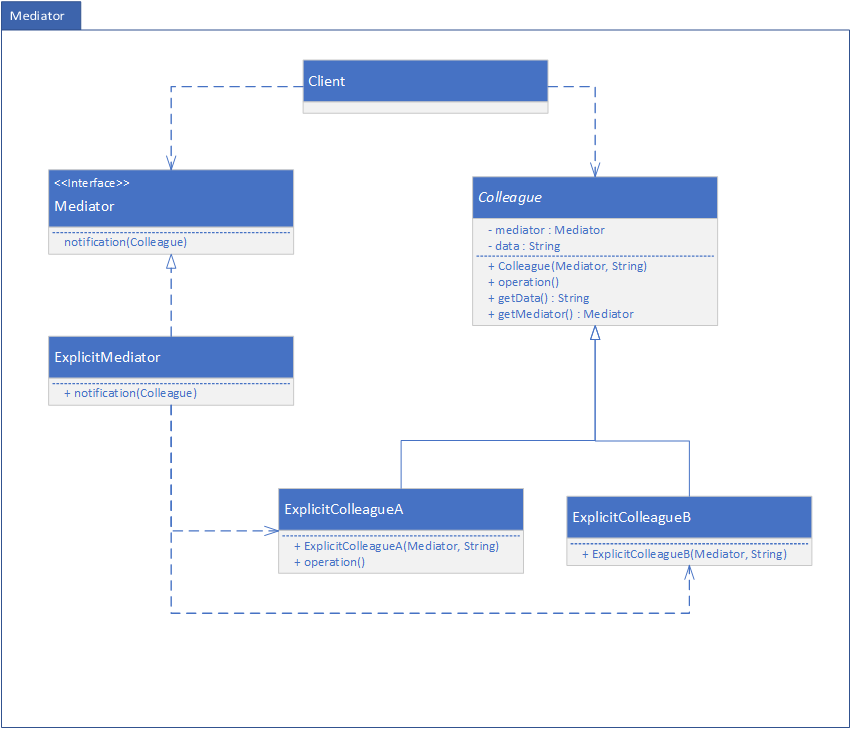 Mediator
Client
<<Interface>>
Mediator
notification(Colleague)
Colleague
- mediator : Mediator
- data : String
+ Colleague(Mediator, String)
+ operation()
+ getData() : String
+ getMediator() : Mediator
ExplicitMediator
+ notification(Colleague)
ExplicitColleagueA
+ ExplicitColleagueA(Mediator, String)
+ operation()
ExplicitColleagueB
+ ExplicitColleagueB(Mediator, String)